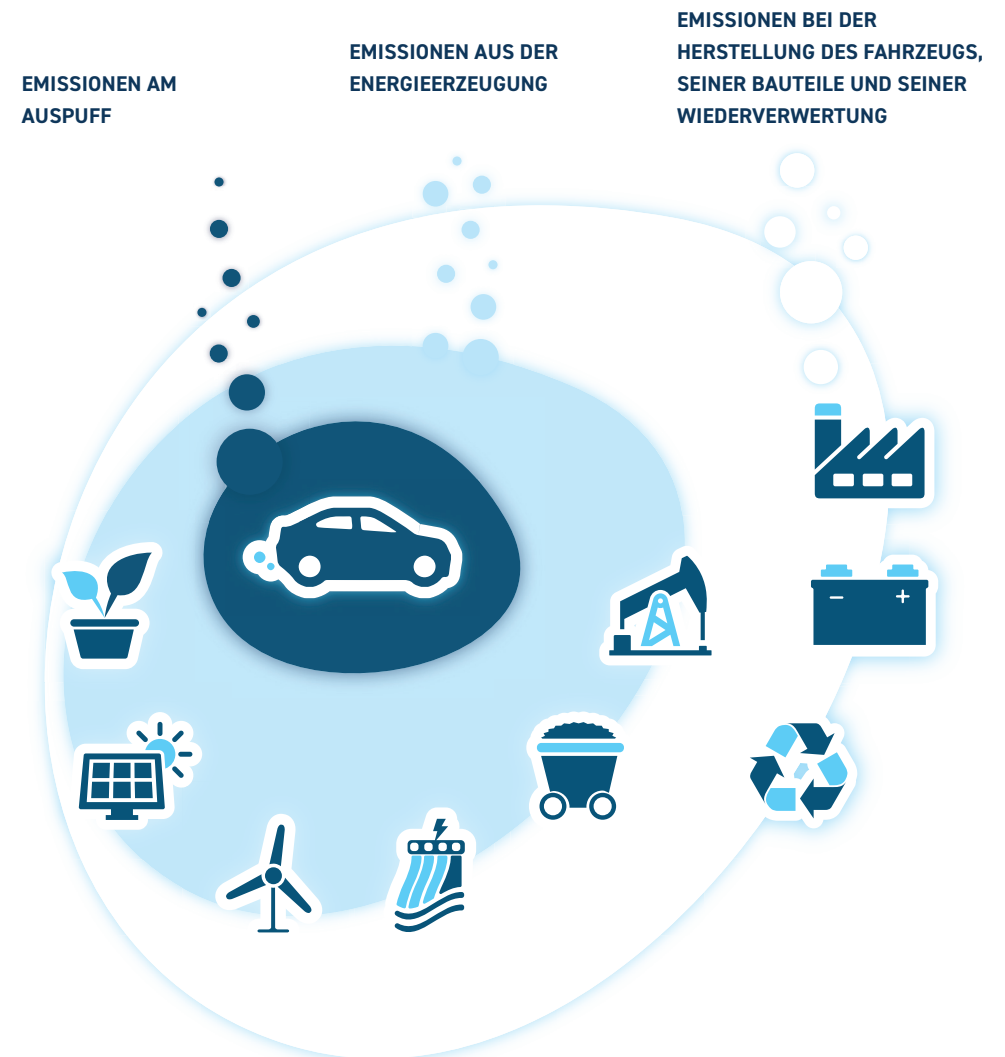 EMISSIONEN AM
AUSPUFF
EMISSIONEN AUS DER
ENERGIEERZEUGUNG
EMISSIONEN BEI DER
HERSTELLUNG DES FAHRZEUGS,
SEINER BAUTEILE UND SEINER
WIEDERVERWERTUNG